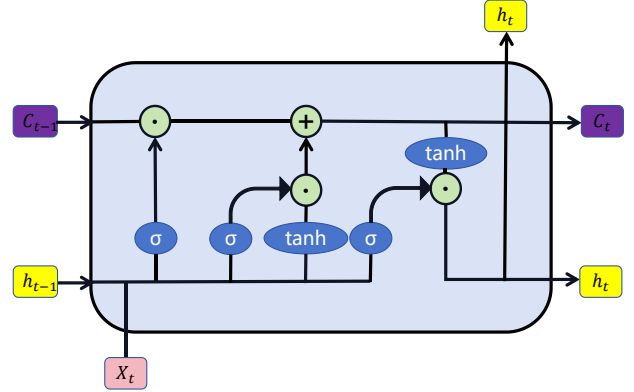 h_t
C_{t-1}
·
+
C_t
tanh
·
·
σ
σ
tanh
σ
h_{t-1}
h_t
X_t